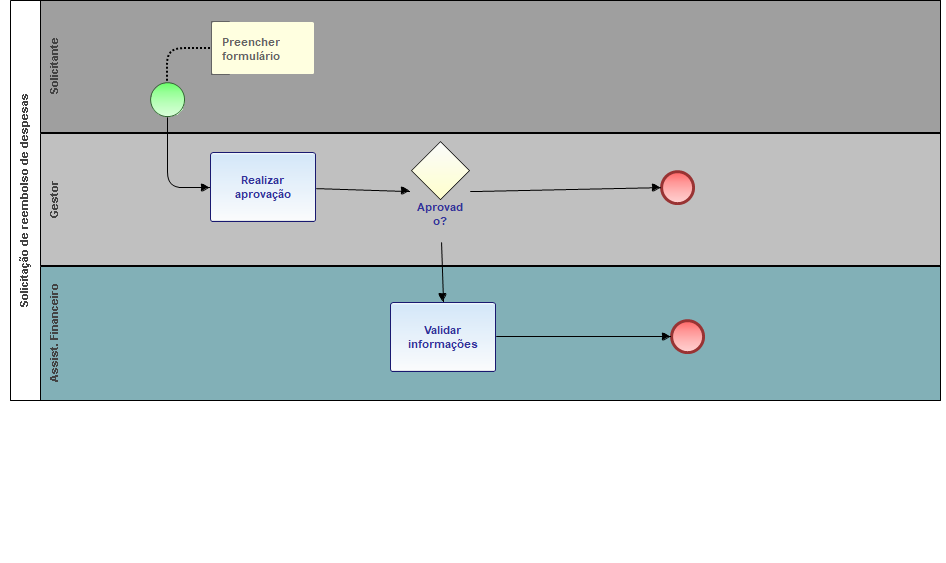 Solicitação de reembolso de despesas
Solicitante
Preencher
formulário
Gestor
Realizar
aprovação
Aprovad
o?
Assist. Financeiro
Validar
informações